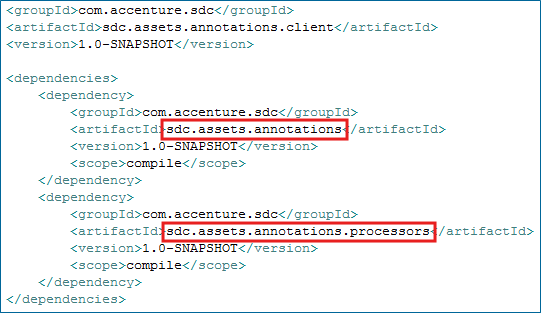 <groupId>com.accenture.sdc</groupId>
<artifactId>sdc.assets.annotations.client</artifactId>
<version>1.0-SNAPSHOT</version>
<dependencies>
<dependency>
<groupId>com.accenture.sdc</groupId>
<artifactId>sdc.assets.annotations</artifactId>
<version>1.0-SNAPSHOT</version>
<scope>compile</scope>
</dependency>
<dependency>
<groupId>com.accenture.sdc</groupId>
<artifactId>sdc.assets.annotations.processors</artifactId>
<version>1.0-SNAPSHOT</version>
<scope>compile</scope>
</dependency>
</dependencies>